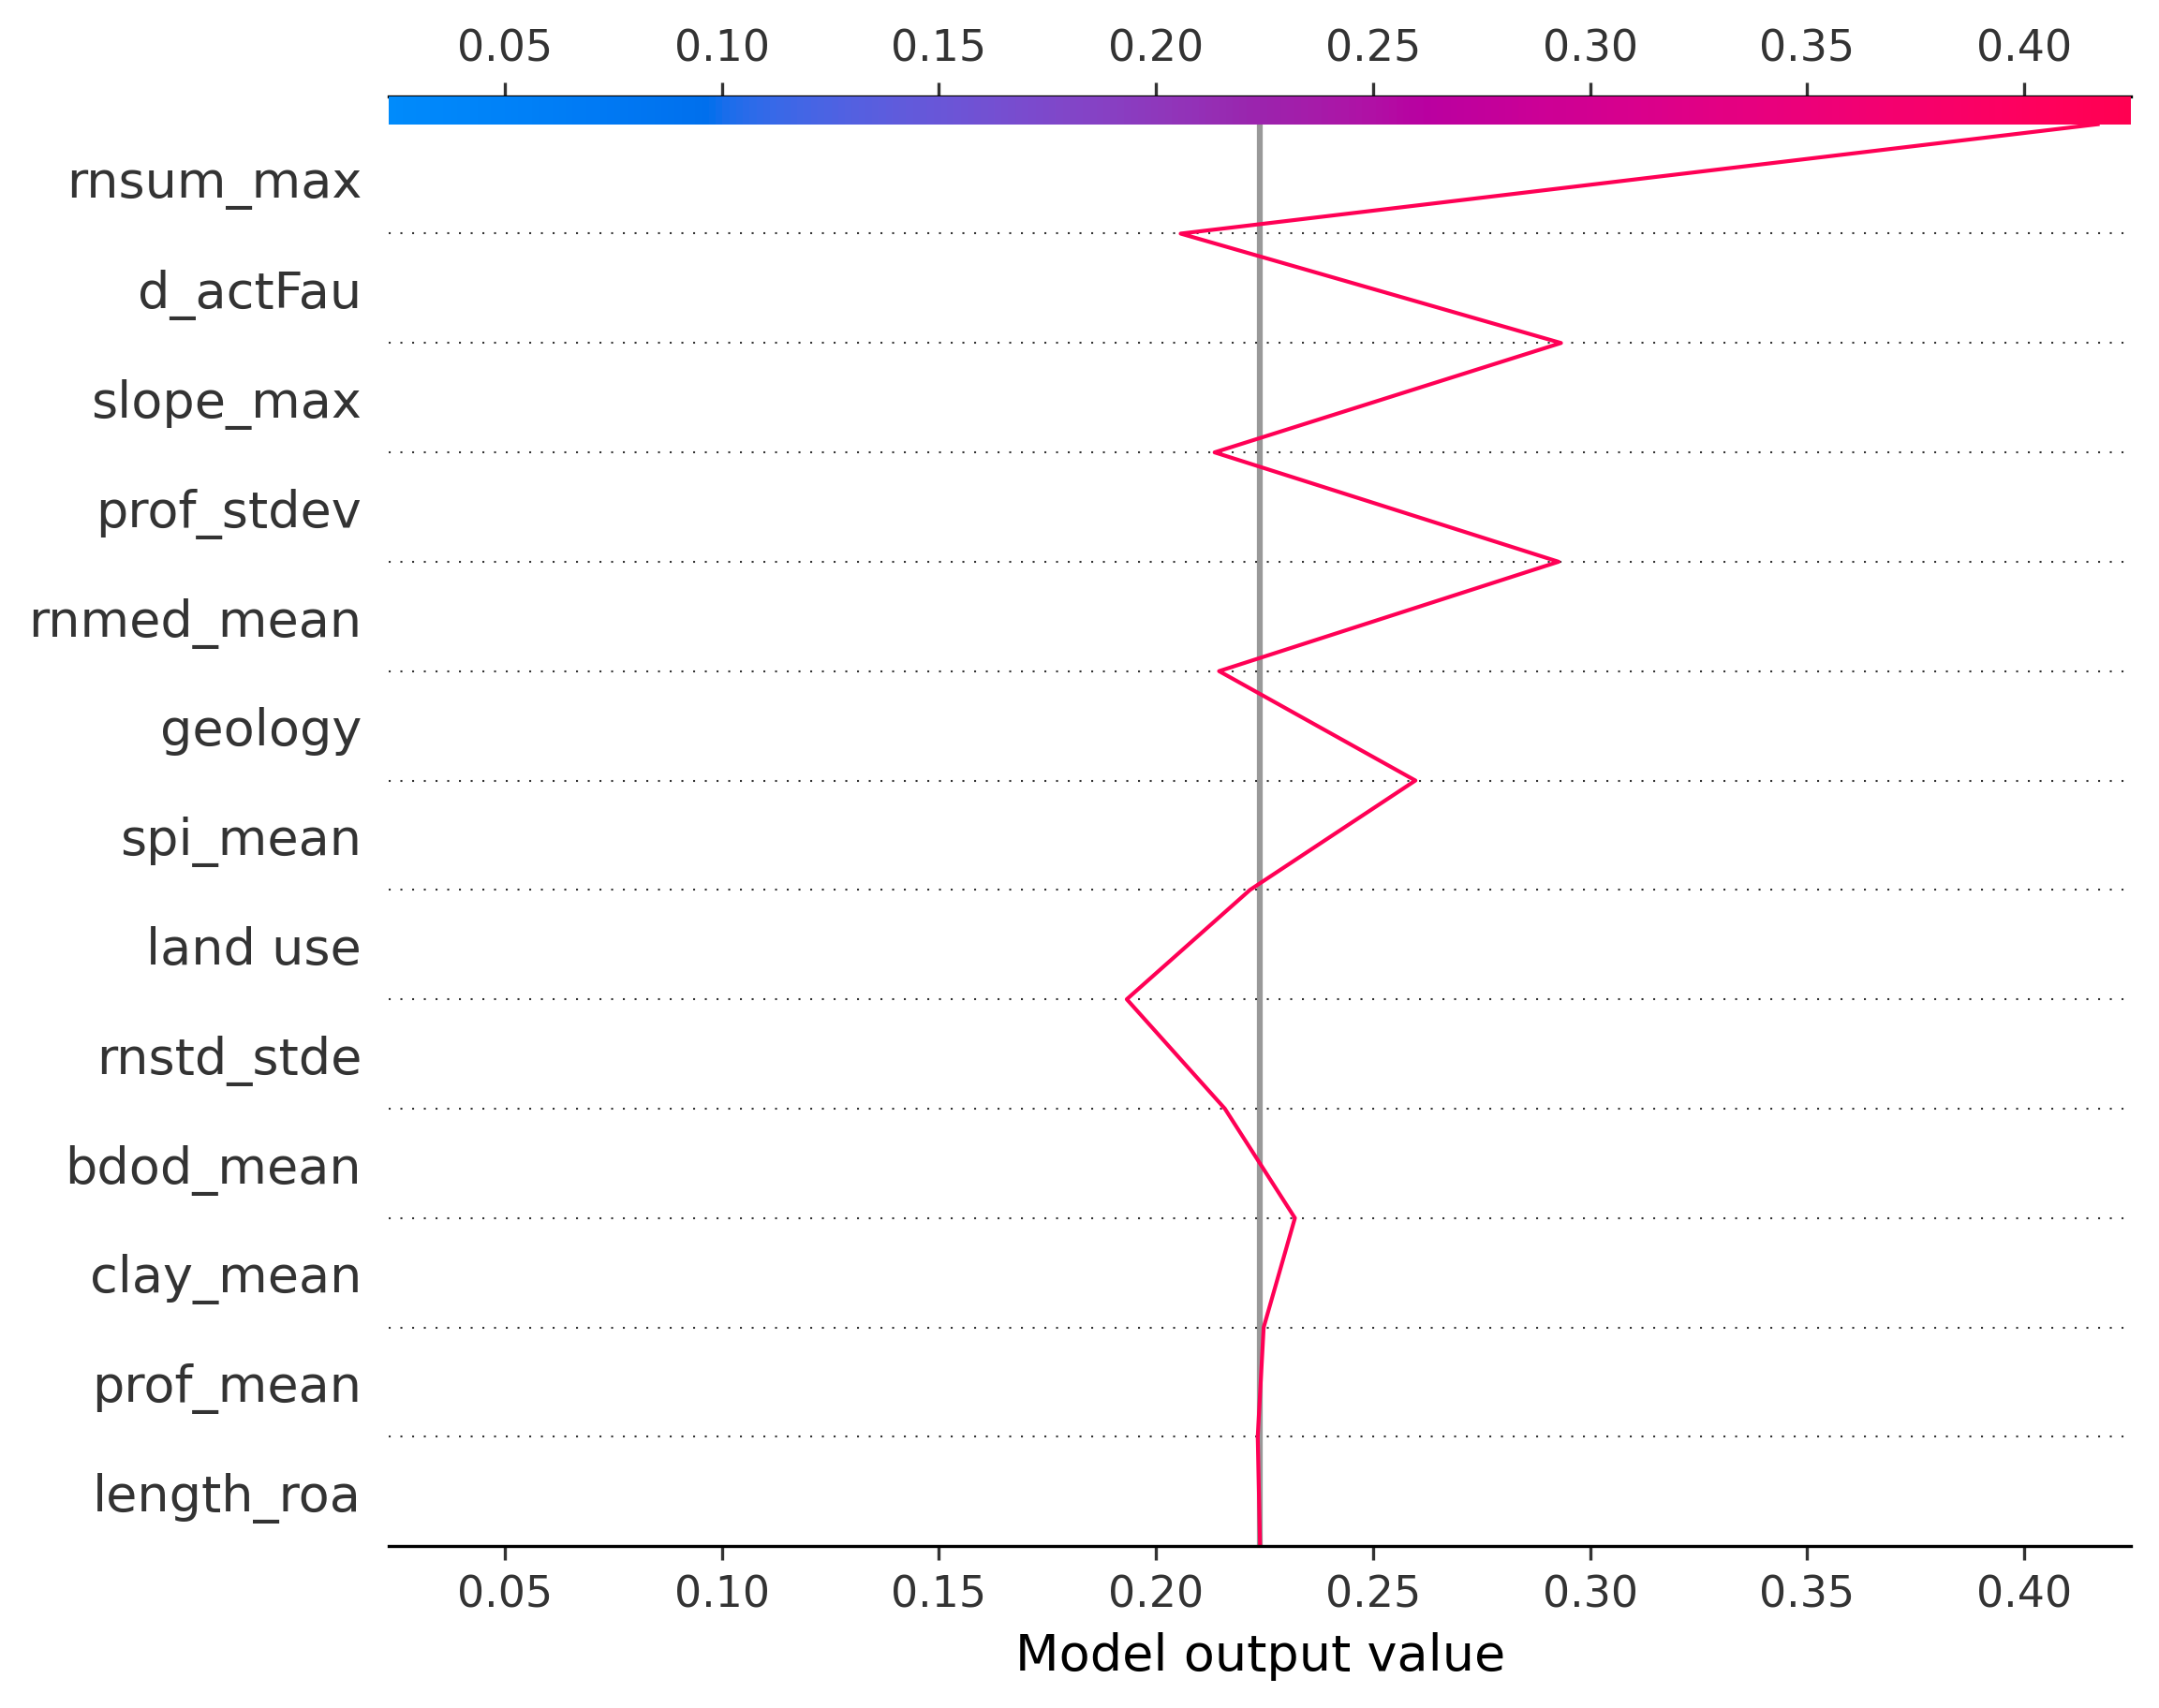 0.05 0.10 0.15 0.20 0.25 0.30 0.35 0.40
rnsum_max
d_actFau
slope_max
prof_stdev
rnmed_mean
geology
spi_mean
land use
rnstd_stde
bdod_mean
clay_mean
prof_mean
length_roa
0.05 0.10 0.15 0.20 0.25 0.30 0.35 0.40
Model output value